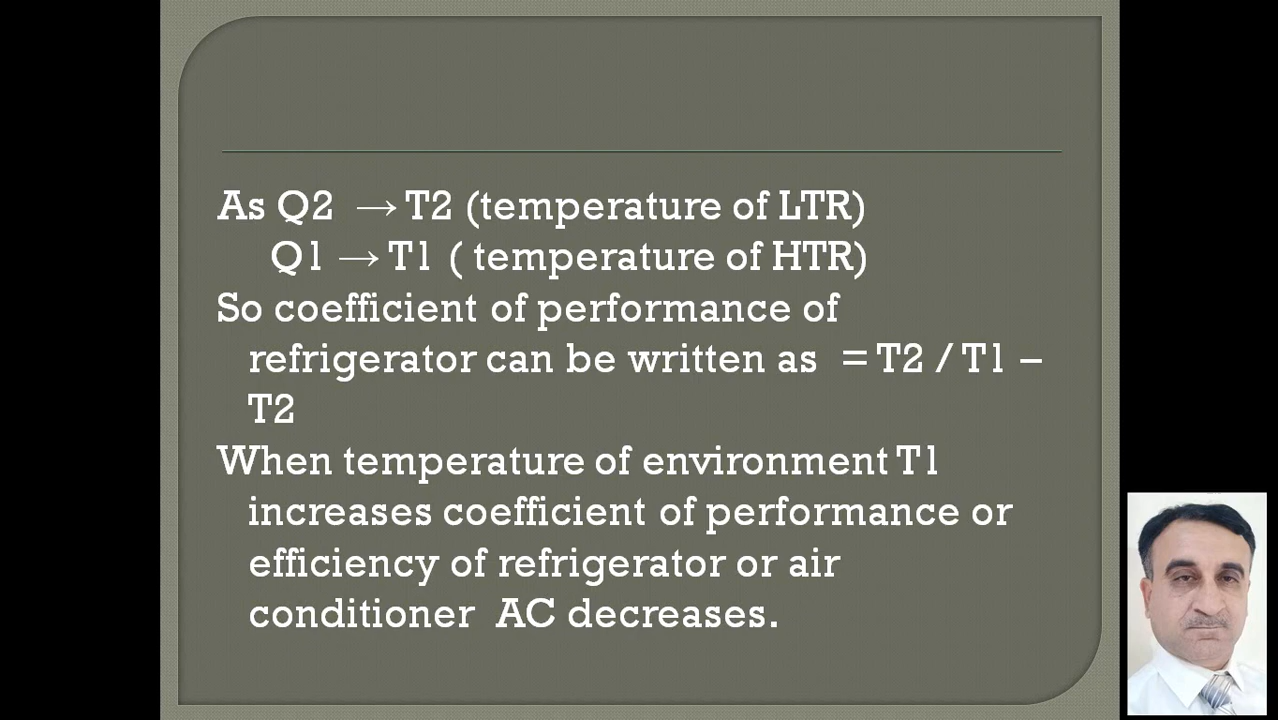 As Q2 → T2 (temperature of LTR)
Q1 → T1 ( temperature of HTR)
So coefficient of performance of
refrigerator can be written as = T2 / T1 –
T2
When temperature of environment T1
increases coefficient of performance or
efficiency of refrigerator or air
conditioner AC decreases.